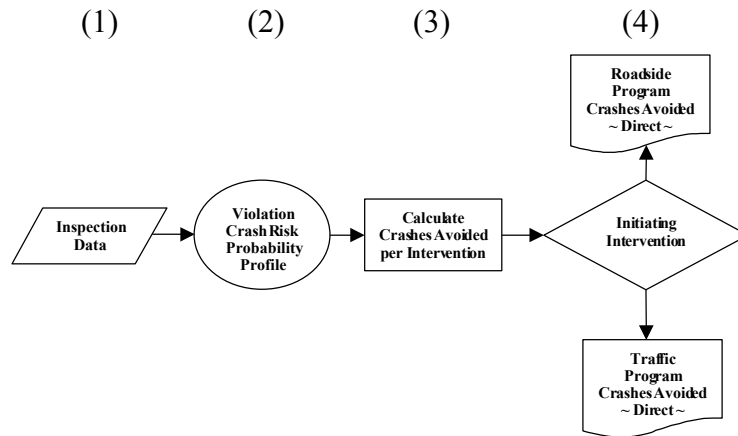 (1)
(2)
(3)
(4)
Roadside
Program
Crashes Avoided
~ Direct ~
Inspection
Data
Violation
Crash Risk
Probability
Profile
Calculate
Crashes Avoided
per Intervention
Initiating
Intervention
Traffic
Program
Crashes Avoided
~ Direct ~